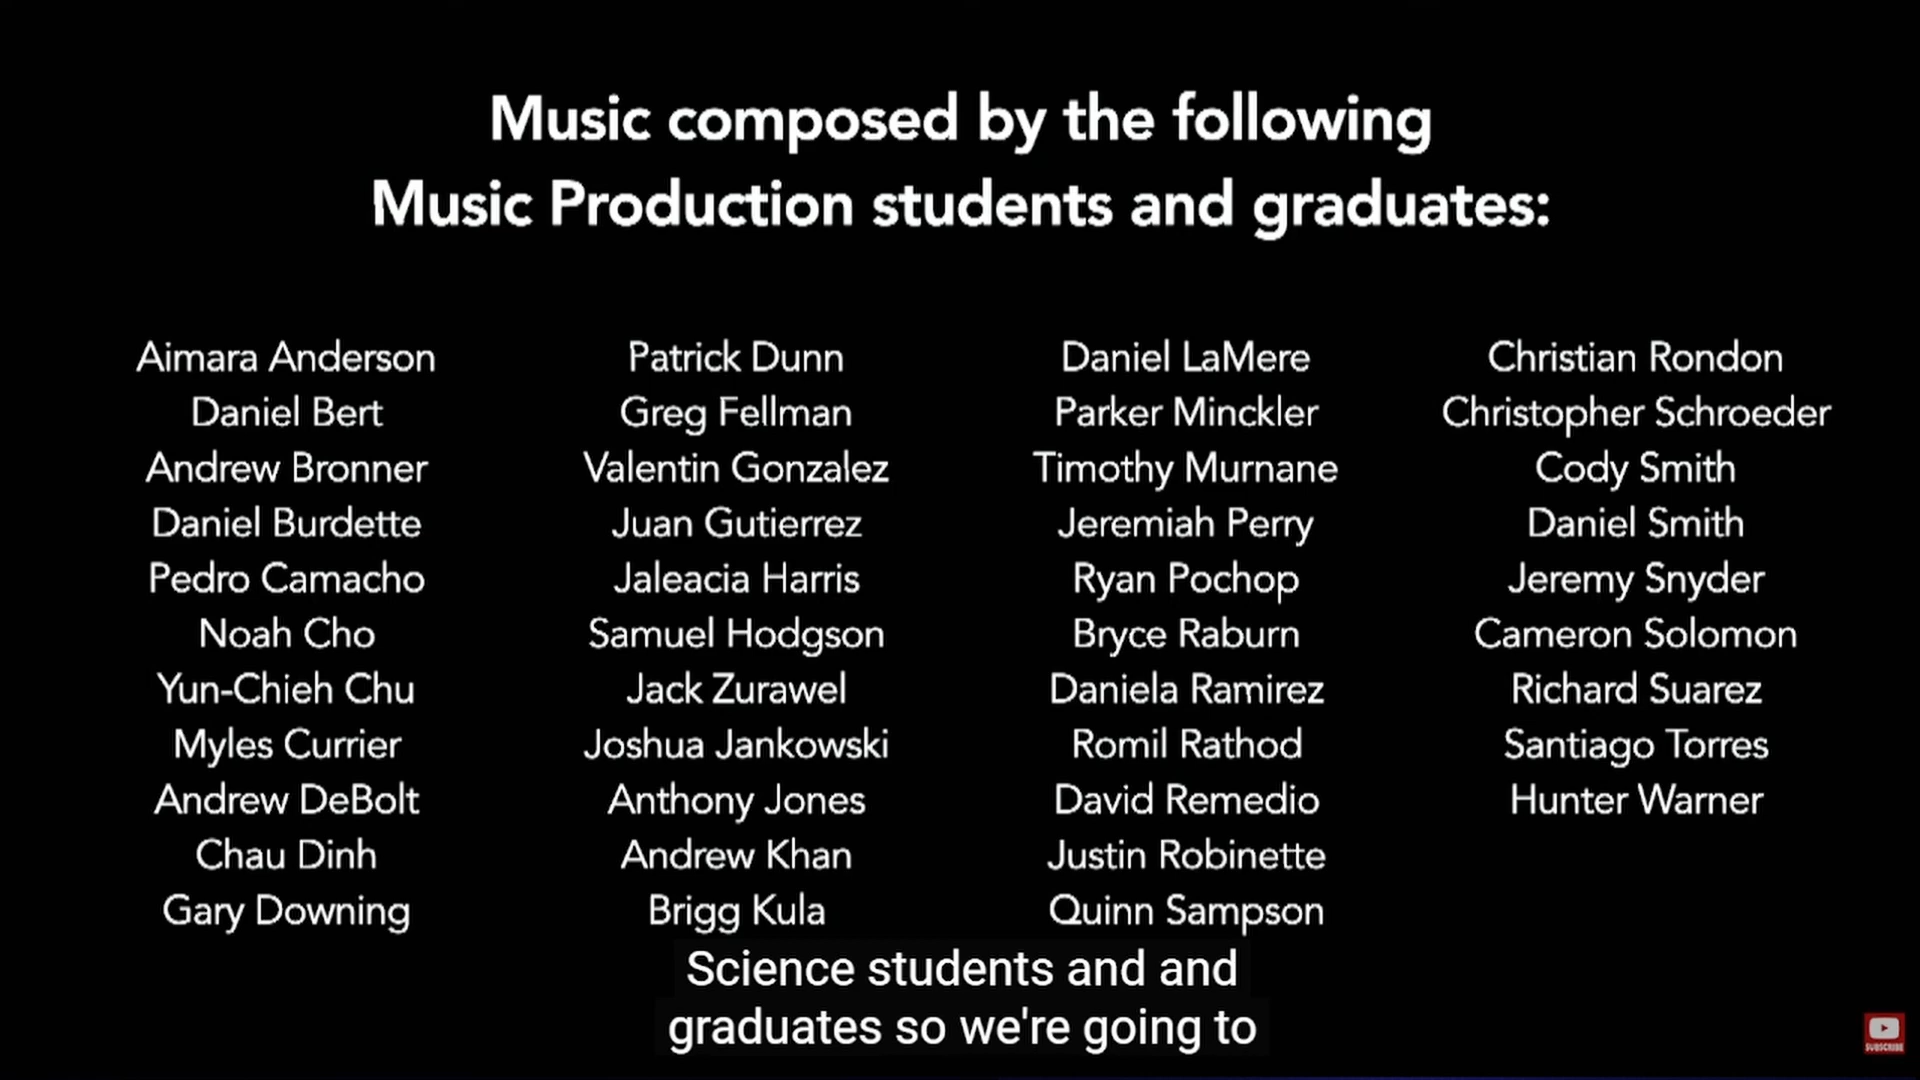 Music composed by the following
Music Production students and graduates:
Aimara Anderson
Daniel Bert
Andrew Bronner
Daniel Burdette
Pedro Camacho
Noah Cho
Yun-Chieh Chu
Myles Currier
Andrew DeBolt
Chau Dinh
Gary Downing
Patrick Dunn
Greg Fellman
Valentin Gonzalez
Juan Gutierrez
Jaleacia Harris
Samuel Hodgson
Jack Zurawel
Joshua Jankowski
Anthony Jones
Andrew Khan
Brigg Kula
Daniel LaMere
Parker Minckler
Timothy Murnane
Jeremiah Perry
Ryan Pochop
Bryce Raburn
Daniela Ramirez
Romil Rathod
David Remedio
Justin Robinette
Quinn Sampson
Christian Rondon
Christopher Schroeder
Cody Smith
Daniel Smith
Jeremy Snyder
Cameron Solomon
Richard Suarez
Santiago Torres
Hunter Warner
Science students and and
graduates so we're going to
SUBSCRIBE